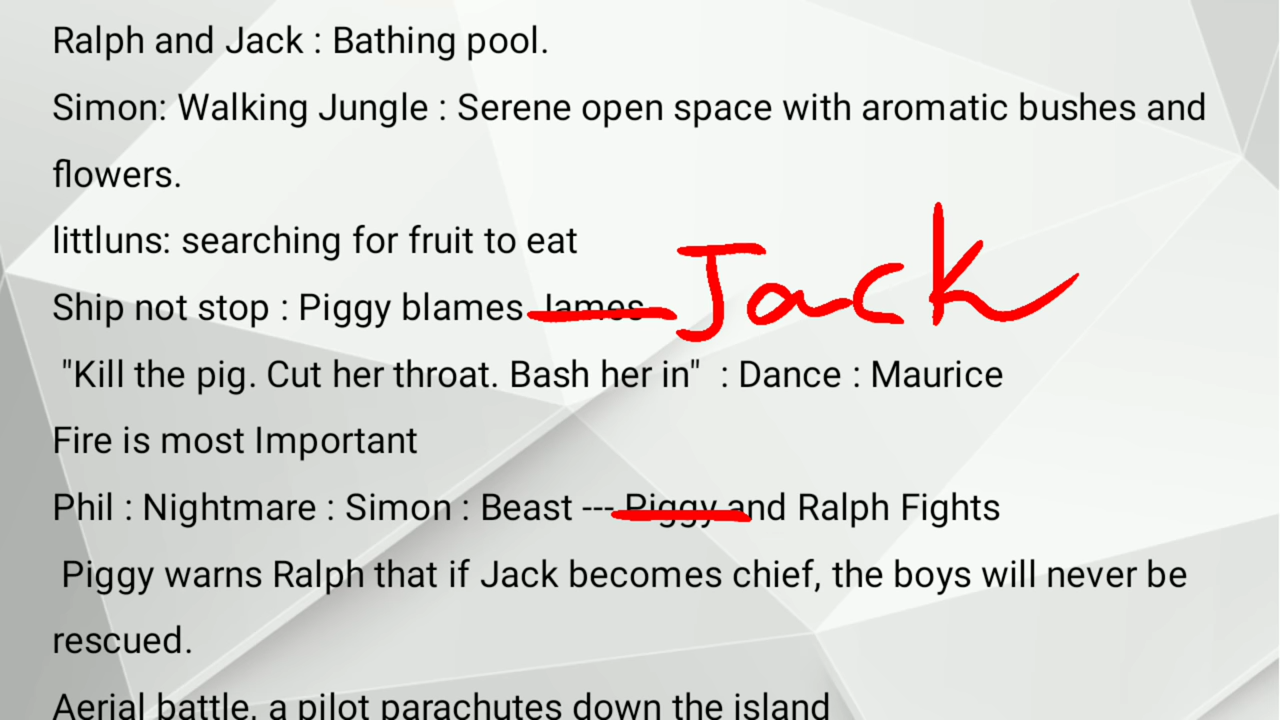 Ralph and Jack : Bathing pool.
Simon: Walking Jungle : Serene open space with aromatic bushes and
flowers.
littluns: searching for fruit to eat
Ship not stop : Piggy blames James Jack
"Kill the pig. Cut her throat. Bash her in" : Dance : Maurice
Fire is most Important
Phil : Nightmare : Simon : Beast --- Piggy and Ralph Fights
Piggy warns Ralph that if Jack becomes chief, the boys will never be
rescued.
Aerial battle, a pilot parachutes down the island